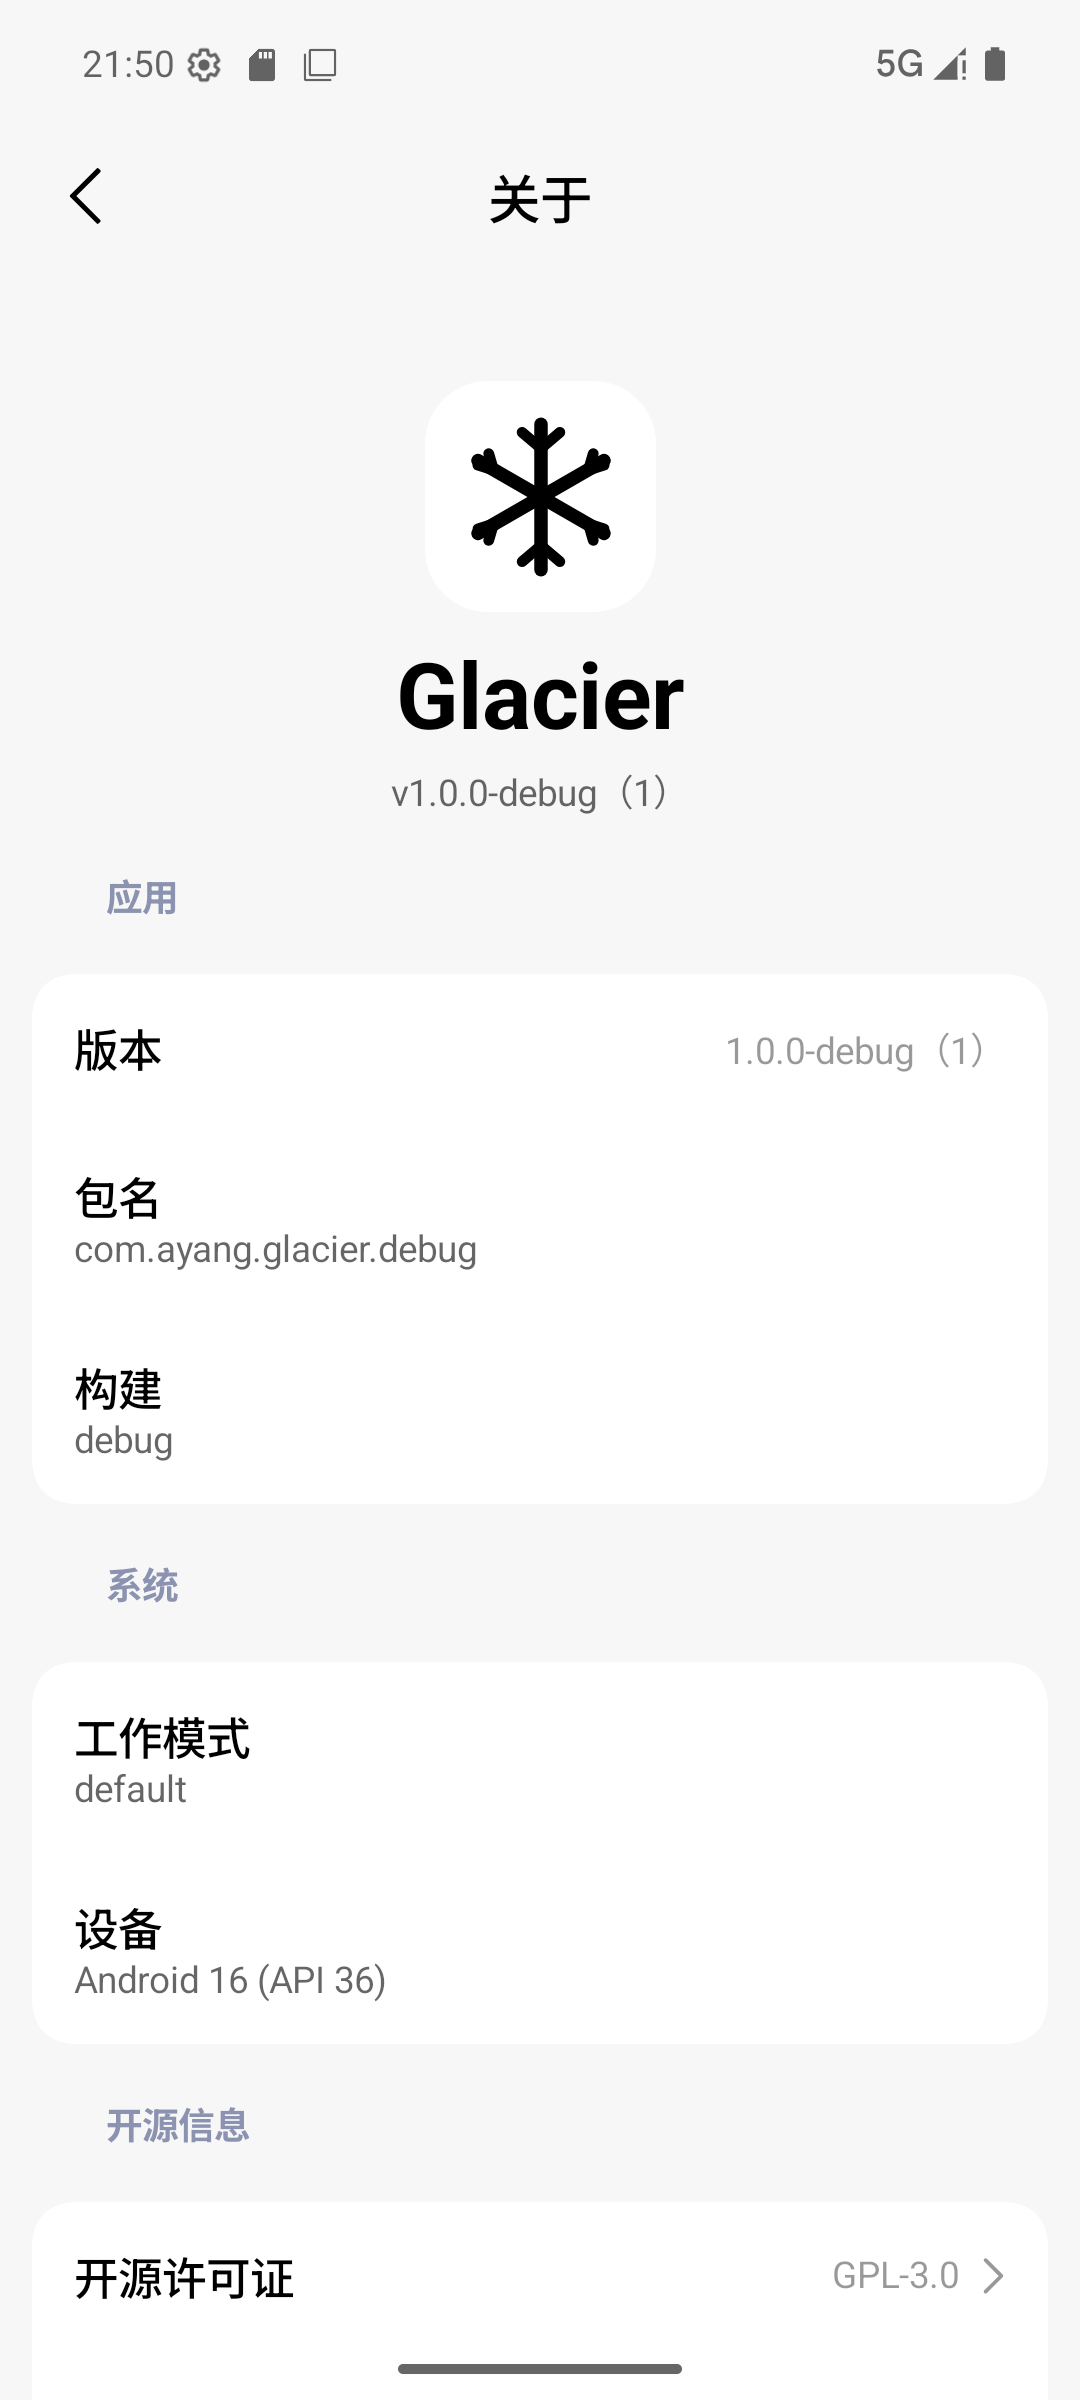 21:50
5G
关于
Glacier
v1.0.0-debug（1）
应用
版本
1.0.0-debug（1）
包名
com.ayang.glacier.debug
构建
debug
系统
工作模式
default
设备
Android 16 (API 36)
开源信息
开源许可证
GPL-3.0